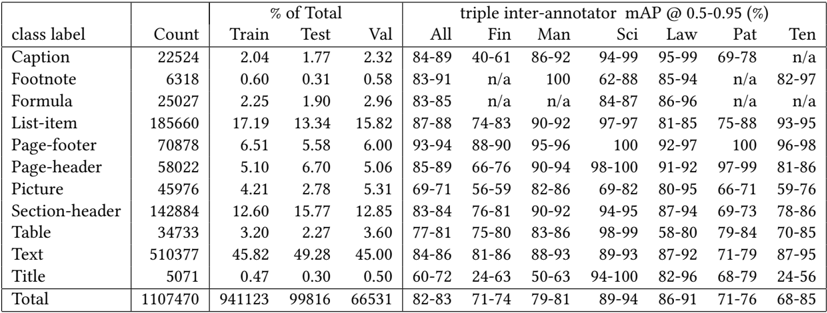 % of Total triple inter-annotator mAP @ 0.5-0.95 (%)
class label Count Train Test Val All Fin Man Sci Law Pat Ten
Caption 22524 2.04 1.77 2.32 84-89 40-61 86-92 94-99 95-99 69-78 n/a
Footnote 6318 0.60 0.31 0.58 83-91 n/a 100 62-88 85-94 n/a 82-97
Formula 25027 2.25 1.90 2.96 83-85 n/a n/a 84-87 86-96 n/a n/a
List-item 185660 17.19 13.34 15.82 87-88 74-83 90-92 97-97 81-85 75-88 93-95
Page-footer 70878 6.51 5.58 6.00 93-94 88-90 95-96 100 92-97 100 96-98
Page-header 58022 5.10 6.70 5.06 85-89 66-76 90-94 98-100 91-92 97-99 81-86
Picture 45976 4.21 2.78 5.31 69-71 56-59 82-86 69-82 80-95 66-71 59-76
Section-header 142884 12.60 15.77 12.85 83-84 76-81 90-92 94-95 87-94 69-73 78-86
Table 34733 3.20 2.27 3.60 77-81 75-80 83-86 98-99 58-80 79-84 70-85
Text 510377 45.82 49.28 45.00 84-86 81-86 88-93 89-93 87-92 71-79 87-95
Title 5071 0.47 0.30 0.50 60-72 24-63 50-63 94-100 82-96 68-79 24-56
Total 1107470 941123 99816 66531 82-83 71-74 79-81 89-94 86-91 71-76 68-85